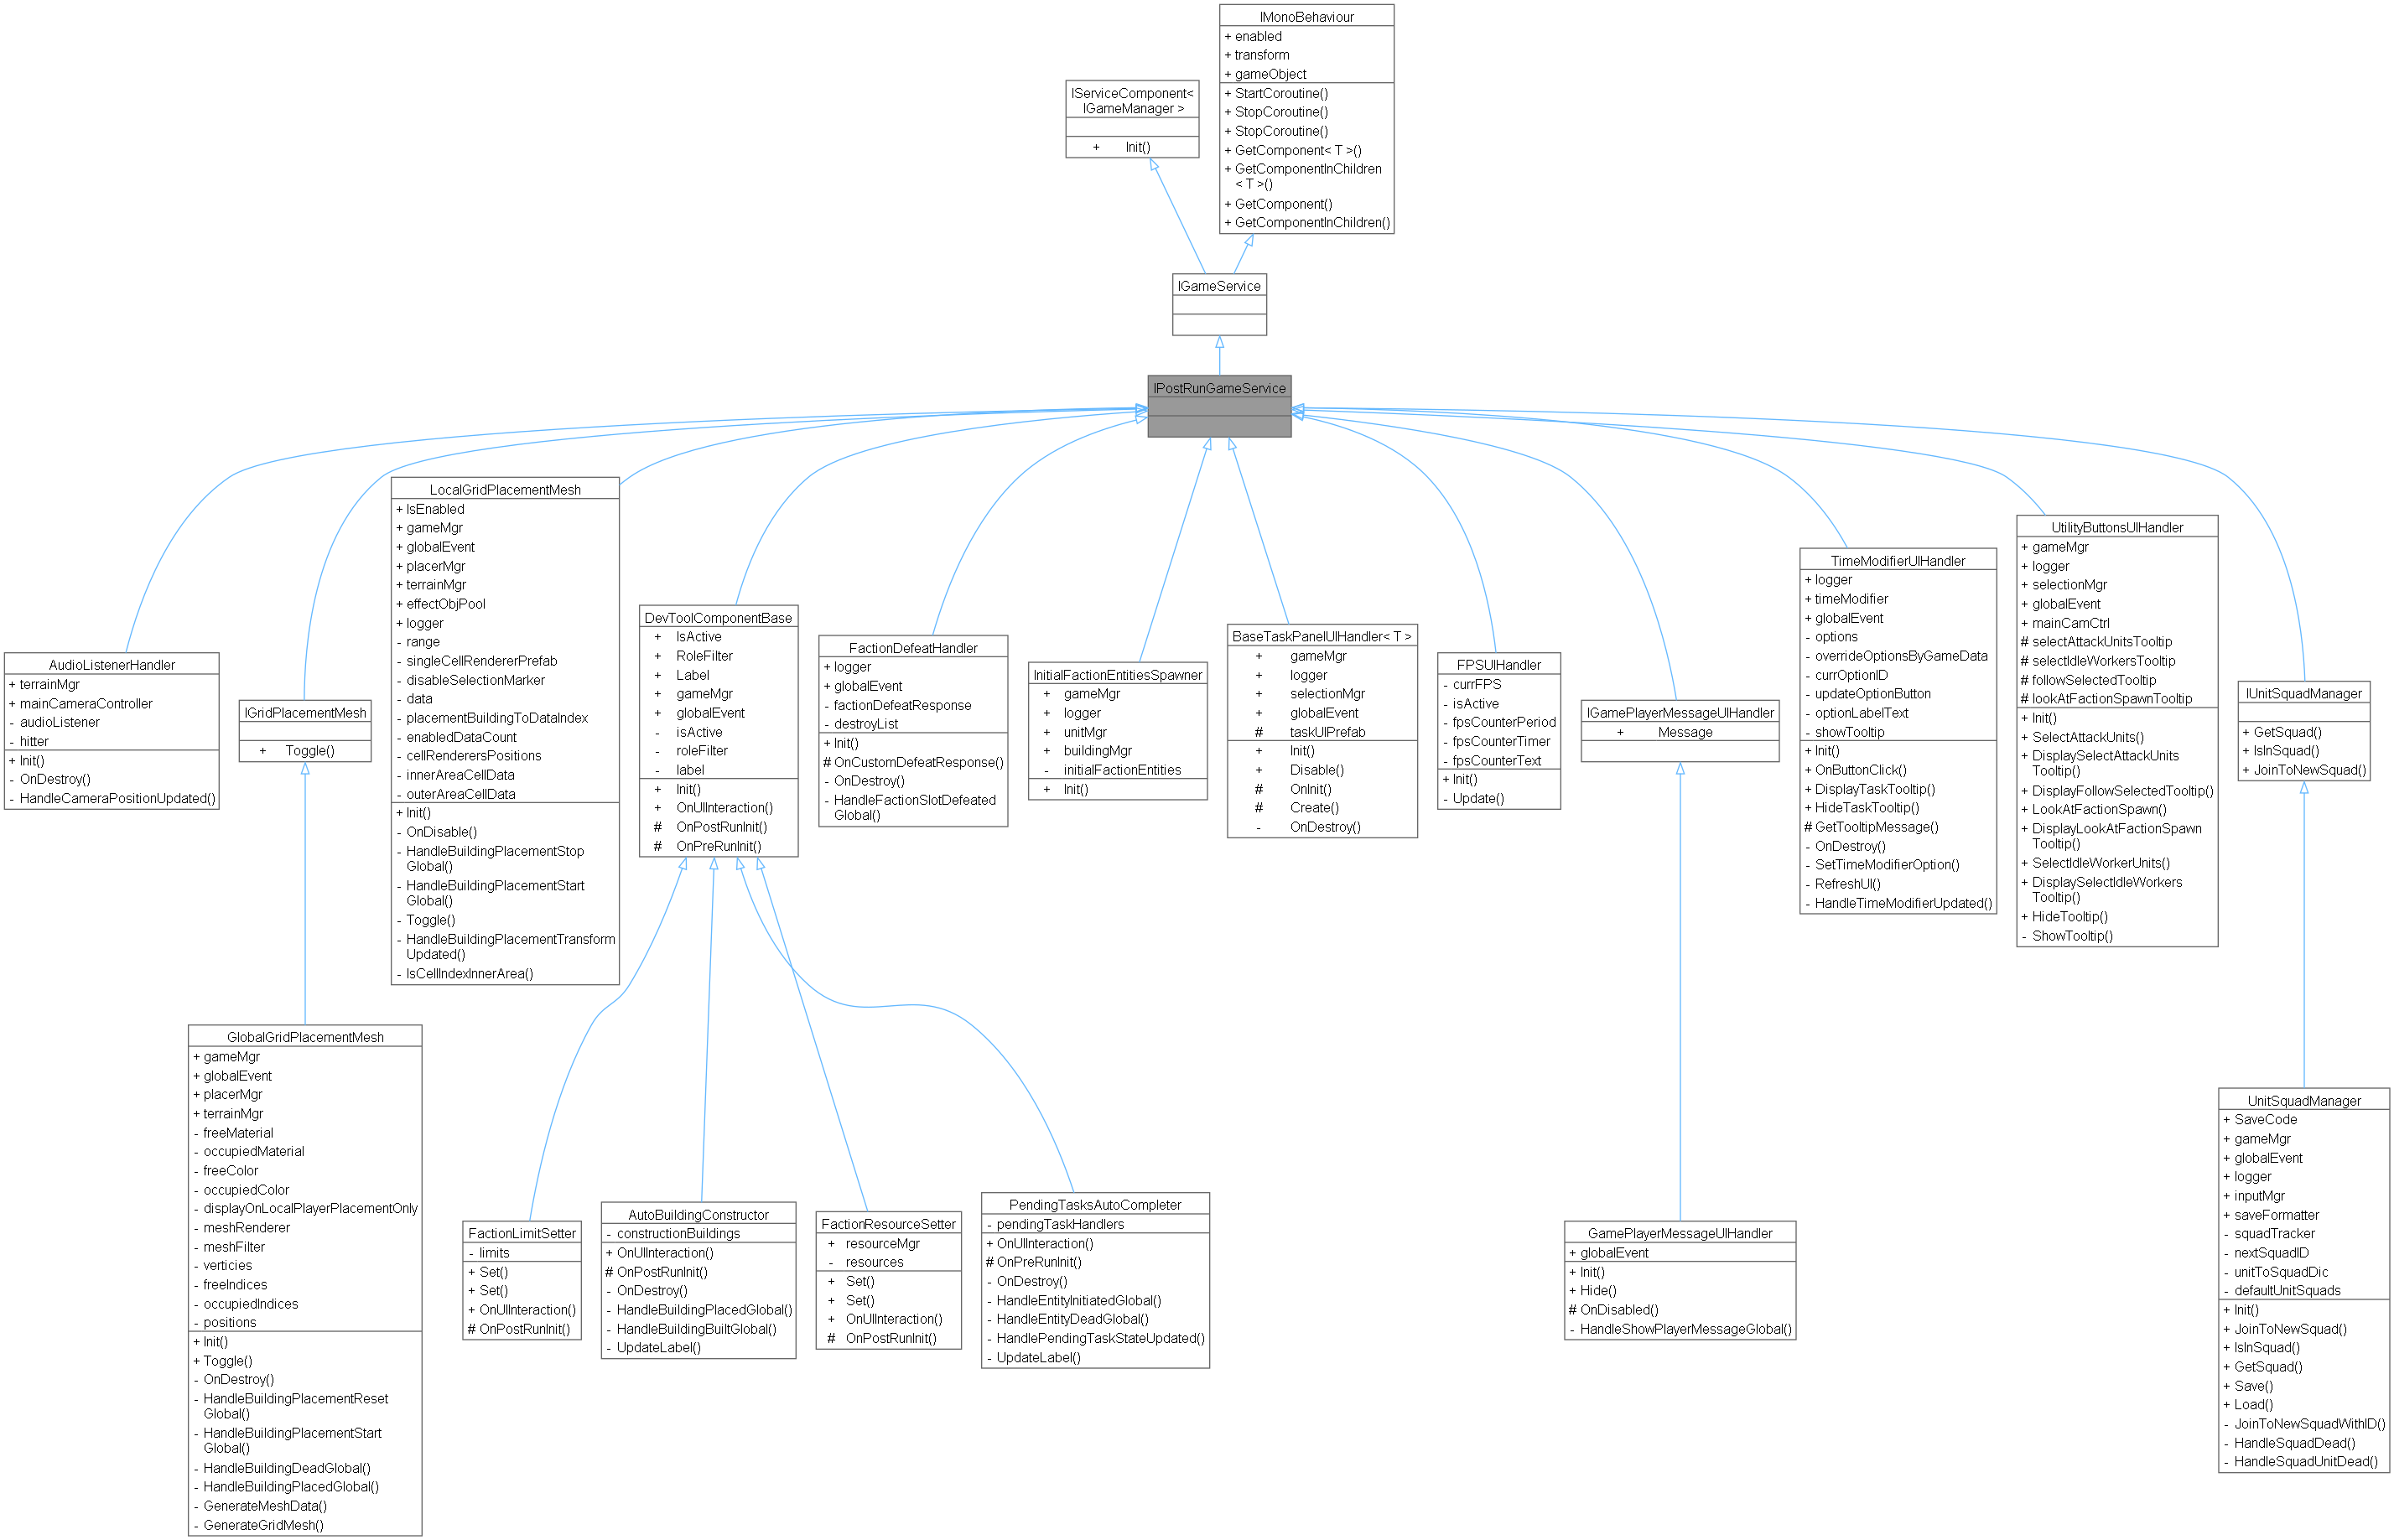 IMonoBehaviour
+ enabled
+ transform
+ gameObject
+ StartCoroutine()
+ StopCoroutine()
+ StopCoroutine()
+ GetComponent< T >()
+ GetComponentInChildren
< T >()
+ GetComponent()
+ GetComponentInChildren()
IServiceComponent<
IGameManager >
+ Init()
IGameService
IPostRunGameService
AudioListenerHandler
+ terrainMgr
+ mainCameraController
- audioListener
- hitter
+ Init()
- OnDestroy()
- HandleCameraPositionUpdated()
IGridPlacementMesh
+ Toggle()
LocalGridPlacementMesh
+ IsEnabled
+ gameMgr
+ globalEvent
+ placerMgr
+ terrainMgr
+ effectObjPool
+ logger
- range
- singleCellRendererPrefab
- disableSelectionMarker
- data
- placementBuildingToDataIndex
- enabledDataCount
- cellRenderersPositions
- innerAreaCellData
- outerAreaCellData
+ Init()
- OnDisable()
- HandleBuildingPlacementStop
Global()
- HandleBuildingPlacementStart
Global()
- Toggle()
- HandleBuildingPlacementTransform
Updated()
- IsCellIndexInnerArea()
DevToolComponentBase
+ IsActive
+ RoleFilter
+ Label
+ gameMgr
+ globalEvent
- isActive
- roleFilter
- label
+ Init()
+ OnUIInteraction()
# OnPostRunInit()
# OnPreRunInit()
FactionDefeatHandler
+ logger
+ globalEvent
- factionDefeatResponse
- destroyList
+ Init()
# OnCustomDefeatResponse()
- OnDestroy()
- HandleFactionSlotDefeated
Global()
InitialFactionEntitiesSpawner
+ gameMgr
+ logger
+ unitMgr
+ buildingMgr
- initialFactionEntities
+ Init()
BaseTaskPanelUIHandler< T >
+ gameMgr
+ logger
+ selectionMgr
+ globalEvent
# taskUIPrefab
+ Init()
+ Disable()
# OnInit()
# Create()
- OnDestroy()
FPSUIHandler
- currFPS
- isActive
- fpsCounterPeriod
- fpsCounterTimer
- fpsCounterText
+ Init()
- Update()
IGamePlayerMessageUIHandler
+ Message
TimeModifierUIHandler
+ logger
+ timeModifier
+ globalEvent
- options
- overrideOptionsByGameData
- currOptionID
- updateOptionButton
- optionLabelText
- showTooltip
+ Init()
+ OnButtonClick()
+ DisplayTaskTooltip()
+ HideTaskTooltip()
# GetTooltipMessage()
- OnDestroy()
- SetTimeModifierOption()
- RefreshUI()
- HandleTimeModifierUpdated()
UtilityButtonsUIHandler
+ gameMgr
+ logger
+ selectionMgr
+ globalEvent
+ mainCamCtrl
# selectAttackUnitsTooltip
# selectIdleWorkersTooltip
# followSelectedTooltip
# lookAtFactionSpawnTooltip
+ Init()
+ SelectAttackUnits()
+ DisplaySelectAttackUnits
Tooltip()
+ DisplayFollowSelectedTooltip()
+ LookAtFactionSpawn()
+ DisplayLookAtFactionSpawn
Tooltip()
+ SelectIdleWorkerUnits()
+ DisplaySelectIdleWorkers
Tooltip()
+ HideTooltip()
- ShowTooltip()
IUnitSquadManager
+ GetSquad()
+ IsInSquad()
+ JoinToNewSquad()
GlobalGridPlacementMesh
+ gameMgr
+ globalEvent
+ placerMgr
+ terrainMgr
- freeMaterial
- occupiedMaterial
- freeColor
- occupiedColor
- displayOnLocalPlayerPlacementOnly
- meshRenderer
- meshFilter
- verticies
- freeIndices
- occupiedIndices
- positions
+ Init()
+ Toggle()
- OnDestroy()
- HandleBuildingPlacementReset
Global()
- HandleBuildingPlacementStart
Global()
- HandleBuildingDeadGlobal()
- HandleBuildingPlacedGlobal()
- GenerateMeshData()
- GenerateGridMesh()
FactionLimitSetter
- limits
+ Set()
+ Set()
+ OnUIInteraction()
# OnPostRunInit()
AutoBuildingConstructor
- constructionBuildings
+ OnUIInteraction()
# OnPostRunInit()
- OnDestroy()
- HandleBuildingPlacedGlobal()
- HandleBuildingBuiltGlobal()
- UpdateLabel()
FactionResourceSetter
+ resourceMgr
- resources
+ Set()
+ Set()
+ OnUIInteraction()
# OnPostRunInit()
PendingTasksAutoCompleter
- pendingTaskHandlers
+ OnUIInteraction()
# OnPreRunInit()
- OnDestroy()
- HandleEntityInitiatedGlobal()
- HandleEntityDeadGlobal()
- HandlePendingTaskStateUpdated()
- UpdateLabel()
GamePlayerMessageUIHandler
+ globalEvent
+ Init()
+ Hide()
# OnDisabled()
- HandleShowPlayerMessageGlobal()
UnitSquadManager
+ SaveCode
+ gameMgr
+ globalEvent
+ logger
+ inputMgr
+ saveFormatter
- squadTracker
- nextSquadID
- unitToSquadDic
- defaultUnitSquads
+ Init()
+ JoinToNewSquad()
+ IsInSquad()
+ GetSquad()
+ Save()
+ Load()
- JoinToNewSquadWithID()
- HandleSquadDead()
- HandleSquadUnitDead()